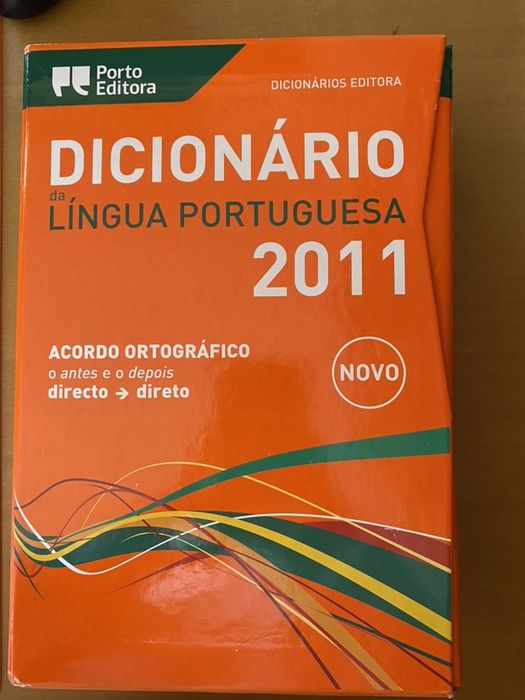 Porto
Editora
DICIONÁRIOS EDITORA
DICIONÁRIO
da
LÍNGUA PORTUGUESA
2011
ACORDO ORTOGRÁFICO
o antes e o depois
directo → direto
NOVO